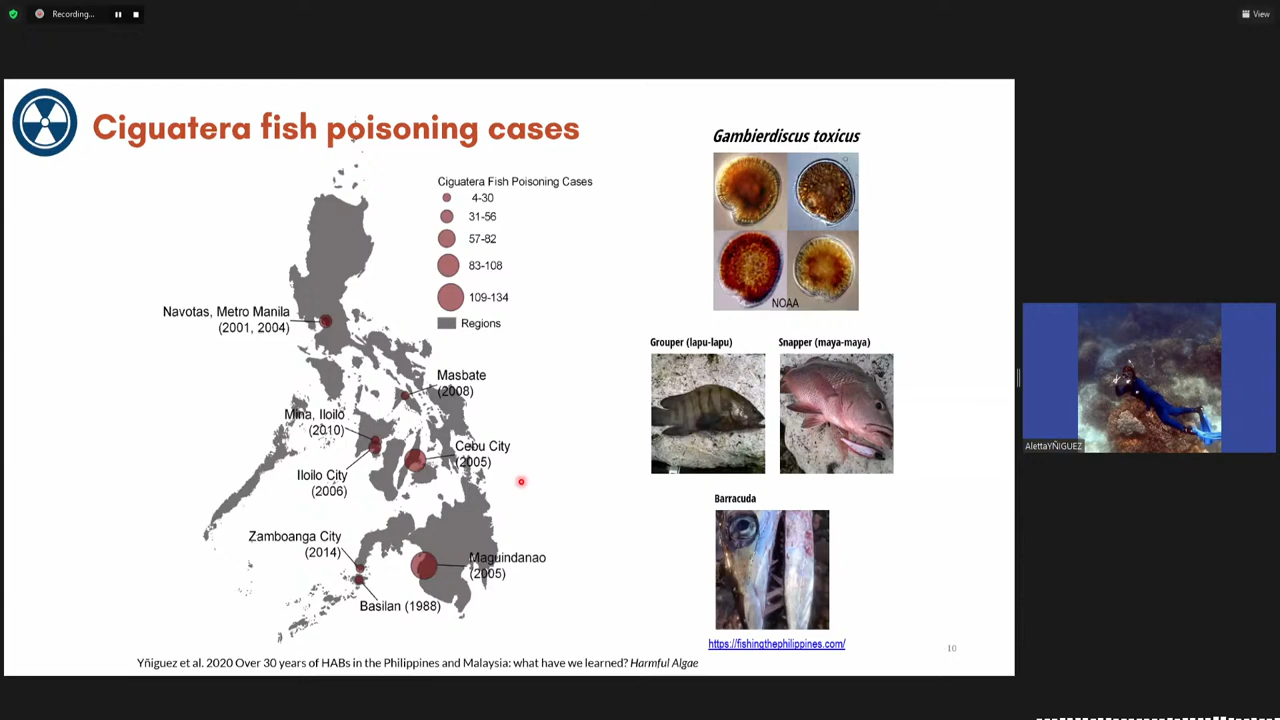 Recording...
View
Ciguatera fish poisoning cases
Ciguatera Fish Poisoning Cases
4-30
31-56
57-82
83-108
109-134
Regions
Navotas, Metro Manila
(2001, 2004)
Masbate
(2008)
Mina, Iloilo
(2010)
Cebu City
(2005)
Iloilo City
(2006)
Zamboanga City
(2014)
Maguindanao
(2005)
Basilan (1988)
Gambierdiscus toxicus
NOAA
Grouper (lapu-lapu)
Snapper (maya-maya)
Barracuda
https://fishingthephilippines.com/
10
Yñiguez et al. 2020 Over 30 years of HABs in the Philippines and Malaysia: what have we learned? Harmful Algae
AlettaYÑIGUEZ